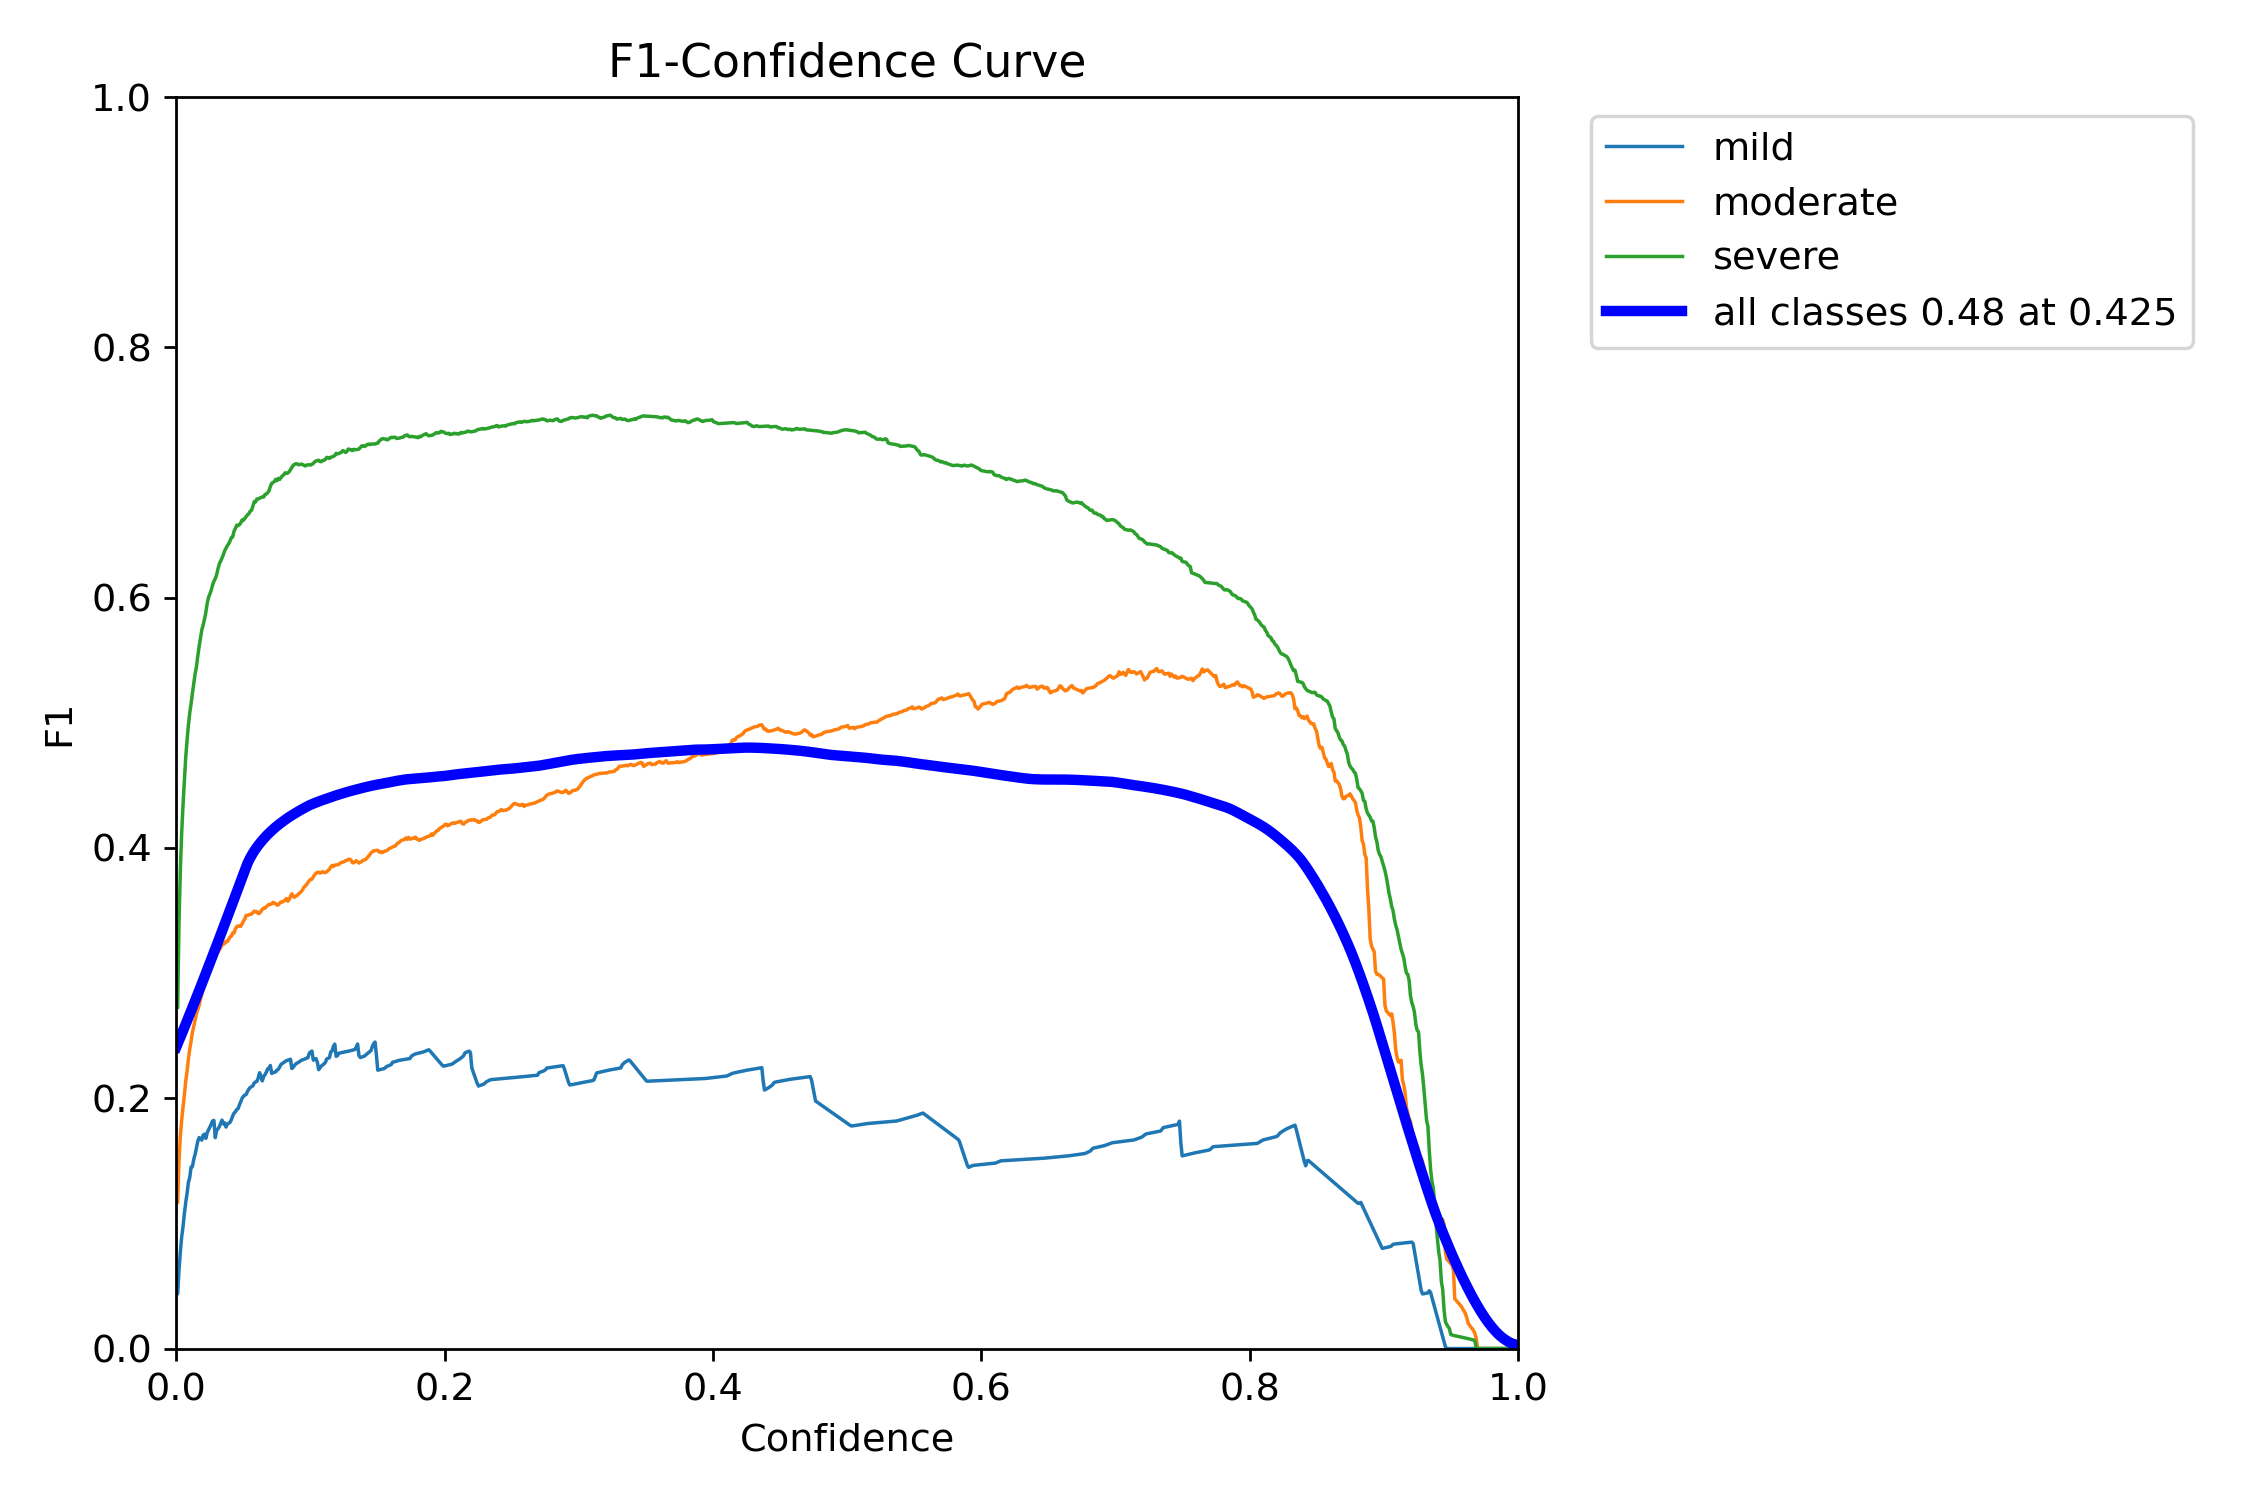 F1-Confidence Curve
1.0
0.8
0.6
0.4
0.2
0.0
F1
0.0 0.2 0.4 0.6 0.8 1.0
Confidence
mild
moderate
severe
all classes 0.48 at 0.425